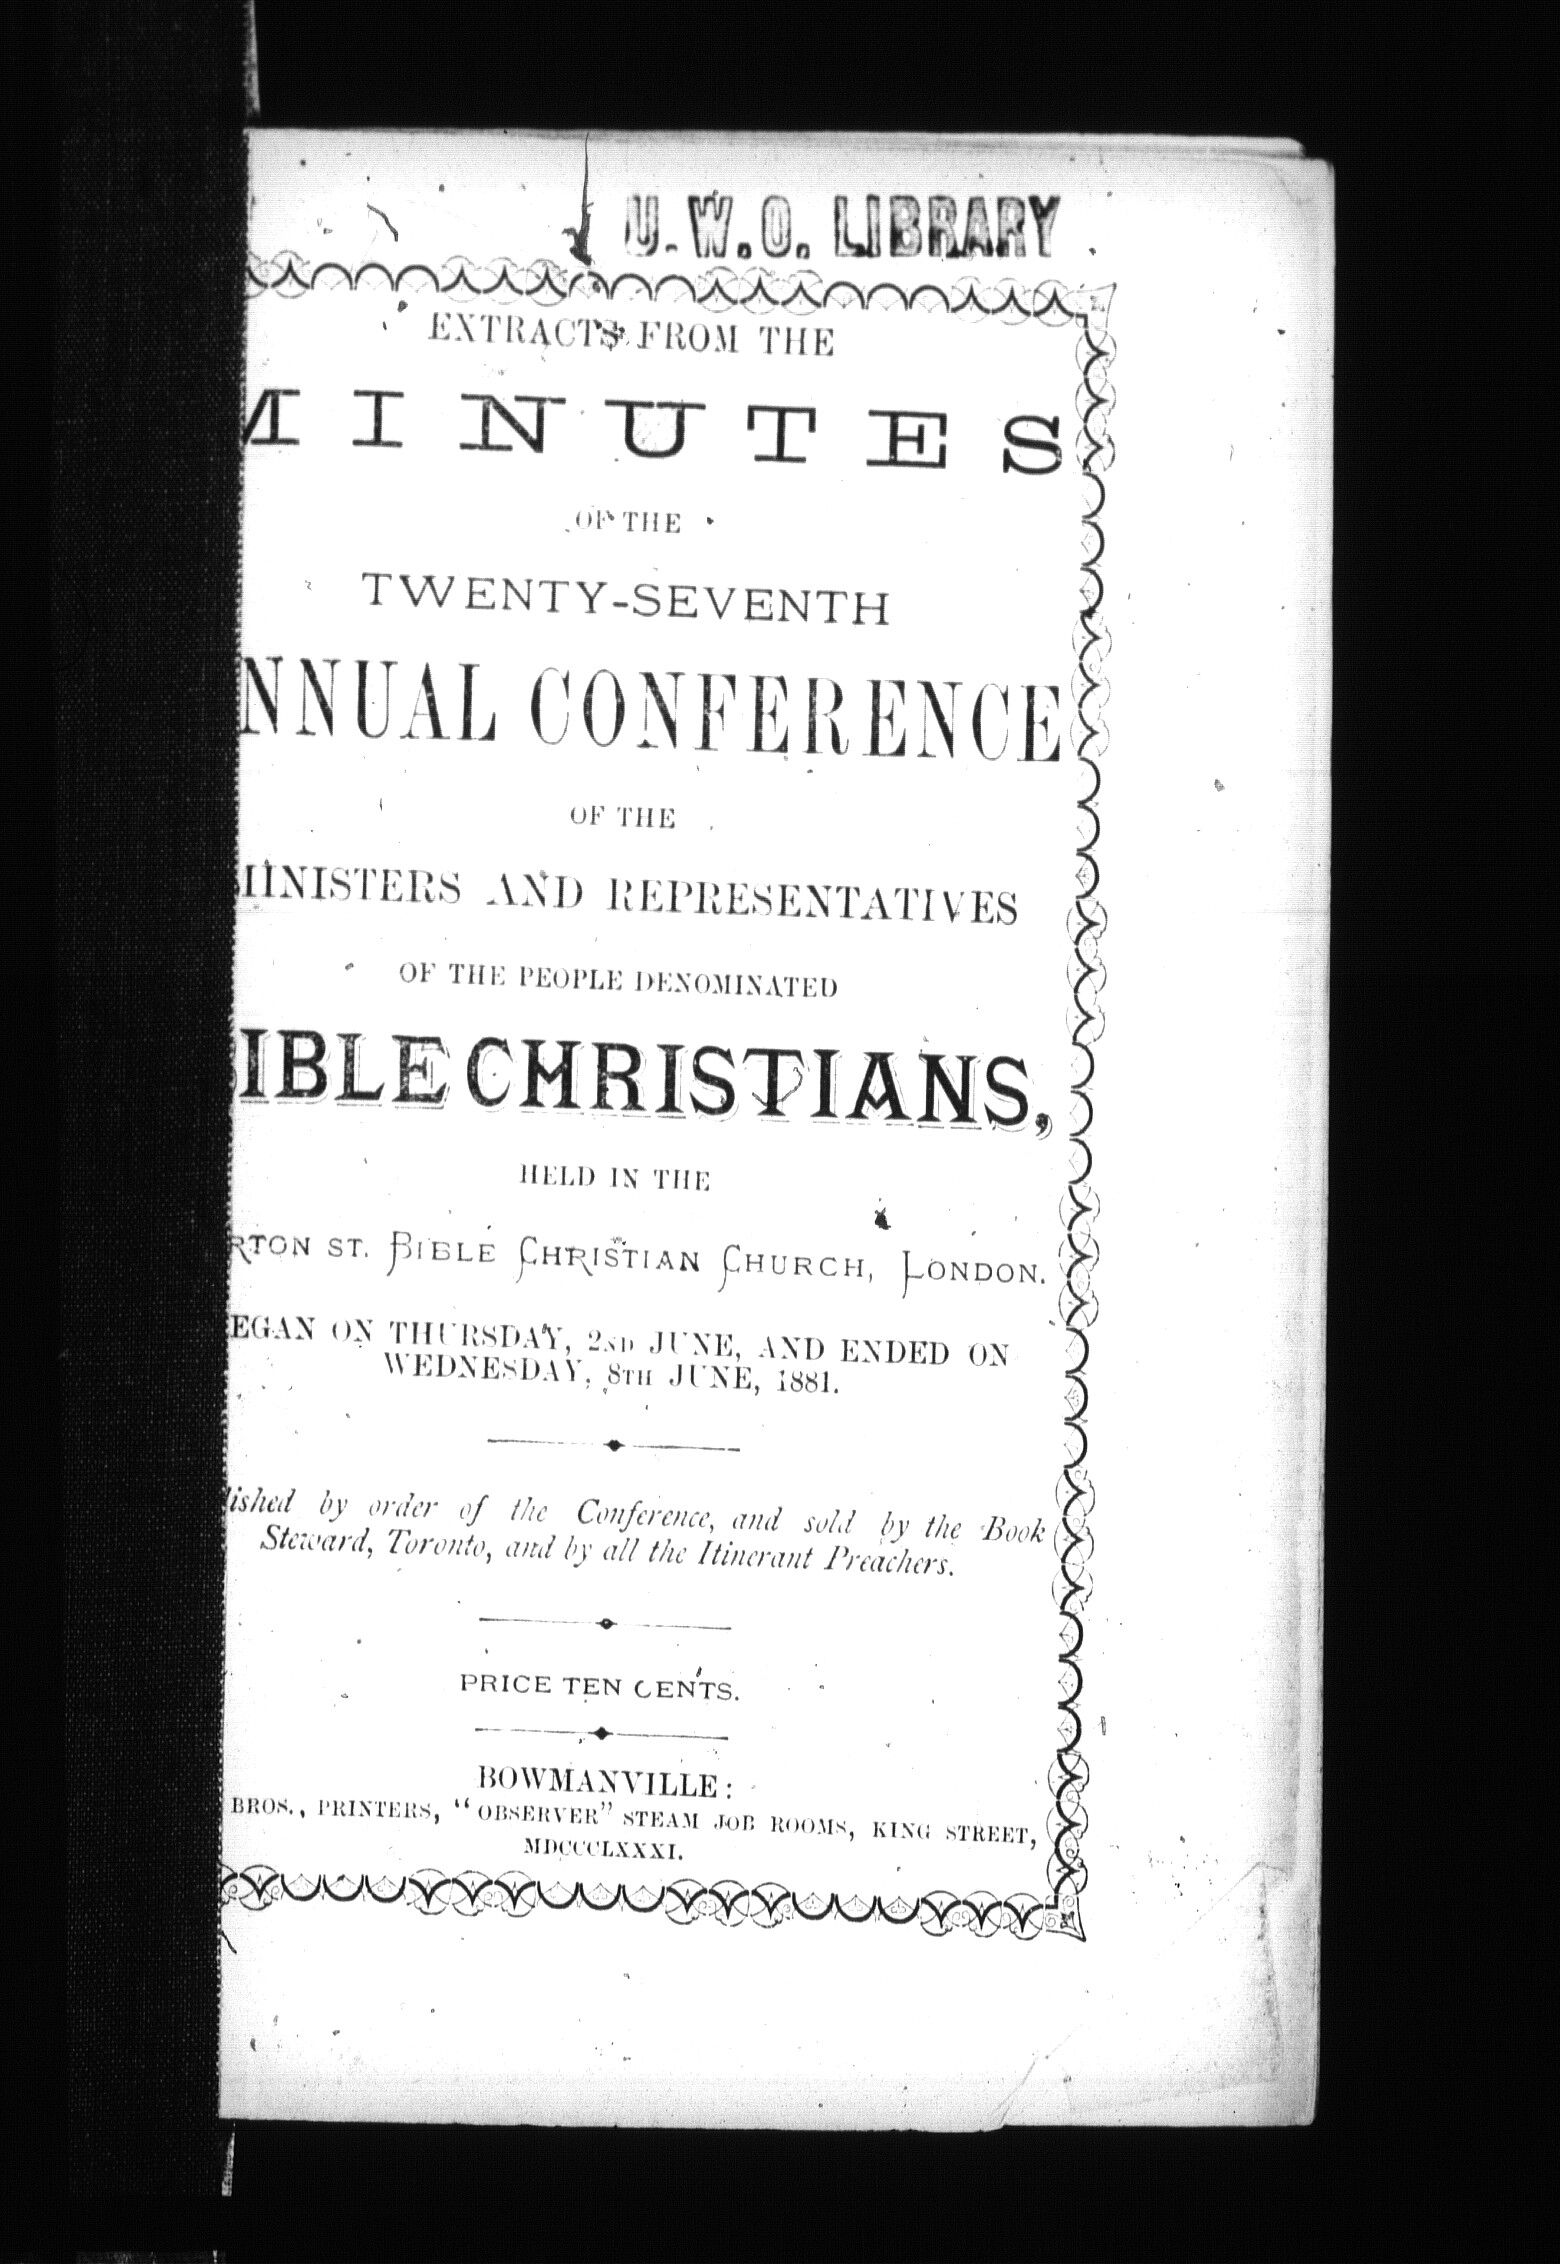 U. W. O. LIBRARY
EXTRACTS FROM THE
MINUTES
OF THE
TWENTY-SEVENTH
NNUAL CONFERENCE
OF THE
MINISTERS AND REPRESENTATIVES
OF THE PEOPLE DENOMINATED
IBLE CHRISTIANS,
HELD IN THE
RTON ST. BIBLE CHRISTIAN CHURCH, LONDON.
EGAN ON THURSDAY, 2ND JUNE, AND ENDED ON
WEDNESDAY, 8TH JUNE, 1881.
lished by order of the Conference, and sold by the Book
Steward, Toronto, and by all the Itinerant Preachers.
PRICE TEN CENTS.
BOWMANVILLE:
BROS., PRINTERS, "OBSERVER" STEAM JOB ROOMS, KING STREET,
MDCCCLXXXI.